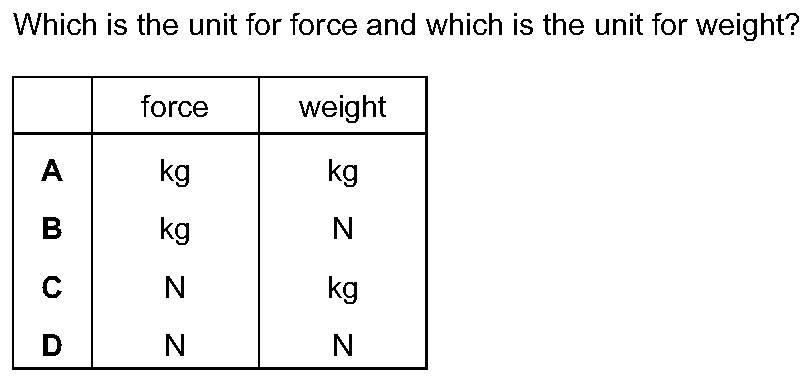 Which is the unit for force and which is the unit for weight?
force weight
A kg kg
B kg N
C N kg
D N N